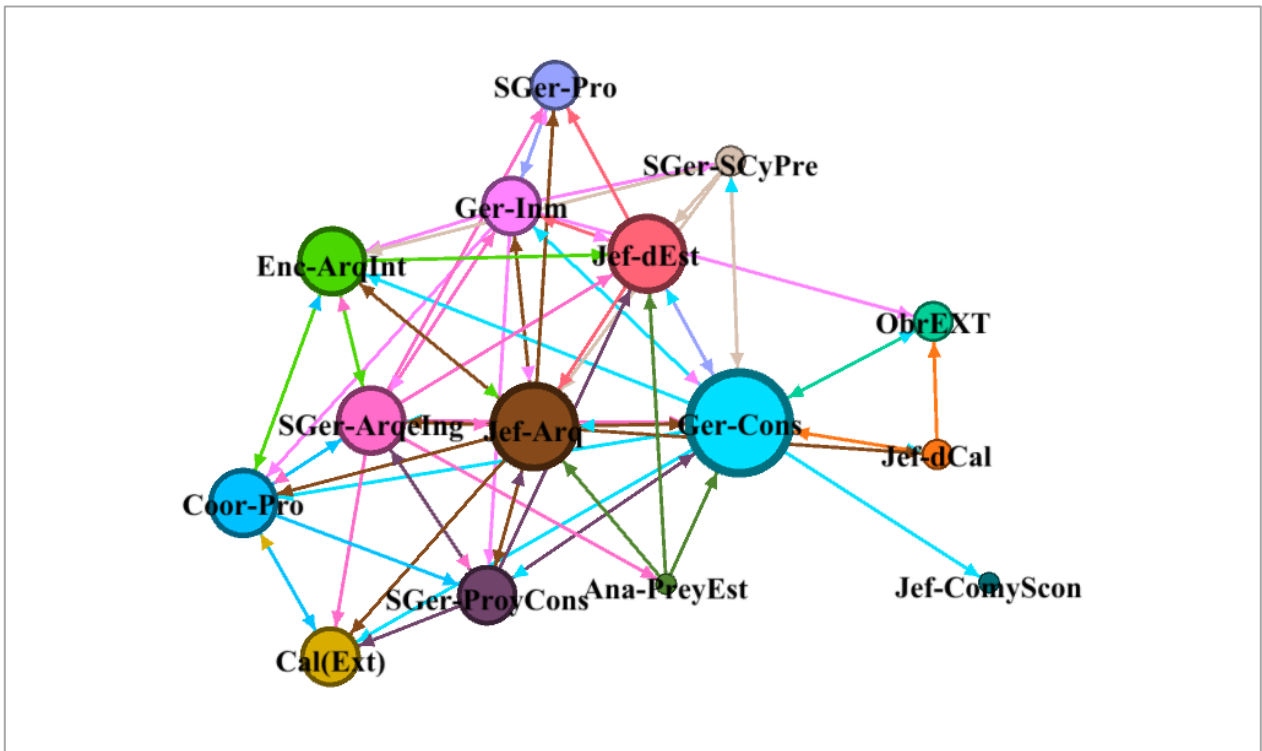 SGer-Pro
SGer-SCyPre
Ger-Inm
Jef-dEst
Enc-ArqInt
ObrEXT
SGer-ArqeIng
Jef-Arq
Ger-Cons
Jef-dCal
Coor-Pro
SGer-ProyCons
Ana-PreyEst
Jef-ComyScon
Cal(Ext)